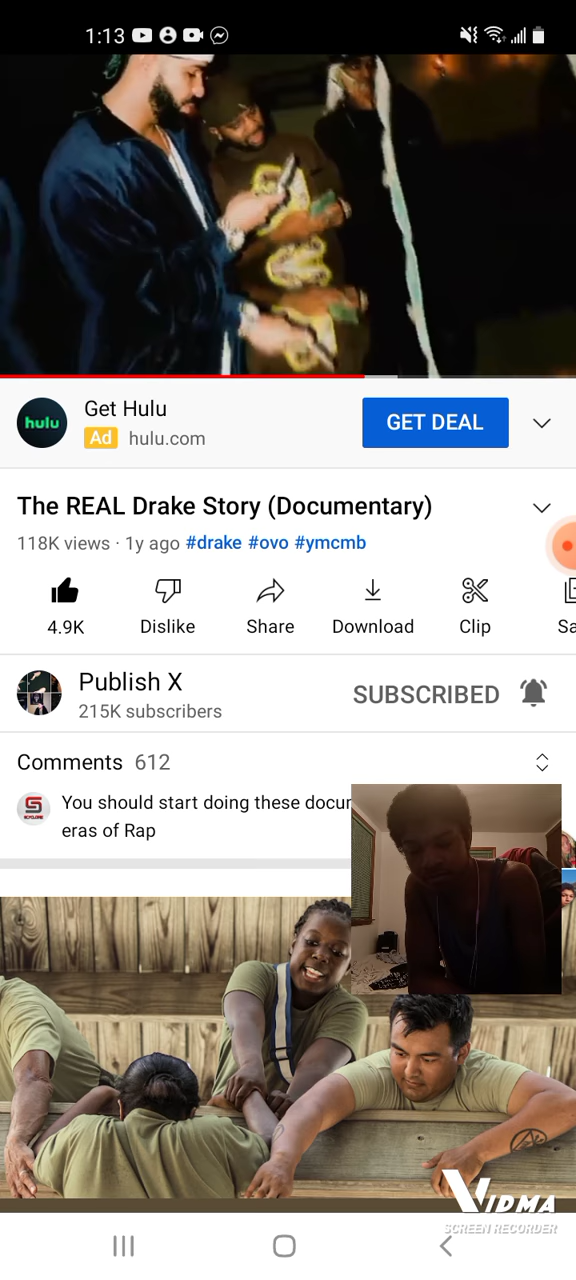 1:13
hulu
Get Hulu
Ad hulu.com
GET DEAL
The REAL Drake Story (Documentary)
118K views · 1y ago #drake #ovo #ymcmb
4.9K
Dislike
Share
Download
Clip
Sa
Publish X
215K subscribers
SUBSCRIBED
Comments 612
You should start doing these docu
eras of Rap
VIDMA
SCREEN RECORDER